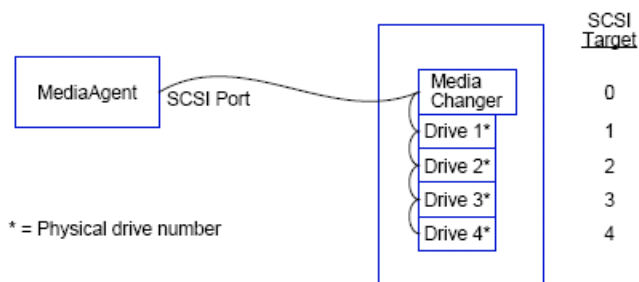 SCSI
Target
MediaAgent
SCSI Port
Media
Changer
0
Drive 1*
1
Drive 2*
2
Drive 3*
3
Drive 4*
4
* = Physical drive number